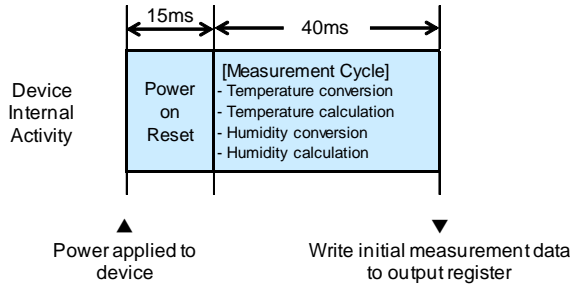 15ms
40ms
Device
Internal
Activity
Power
on
Reset
[Measurement Cycle]
- Temperature conversion
- Temperature calculation
- Humidity conversion
- Humidity calculation
▲
Power applied to
device
▼
Write initial measurement data
to output register